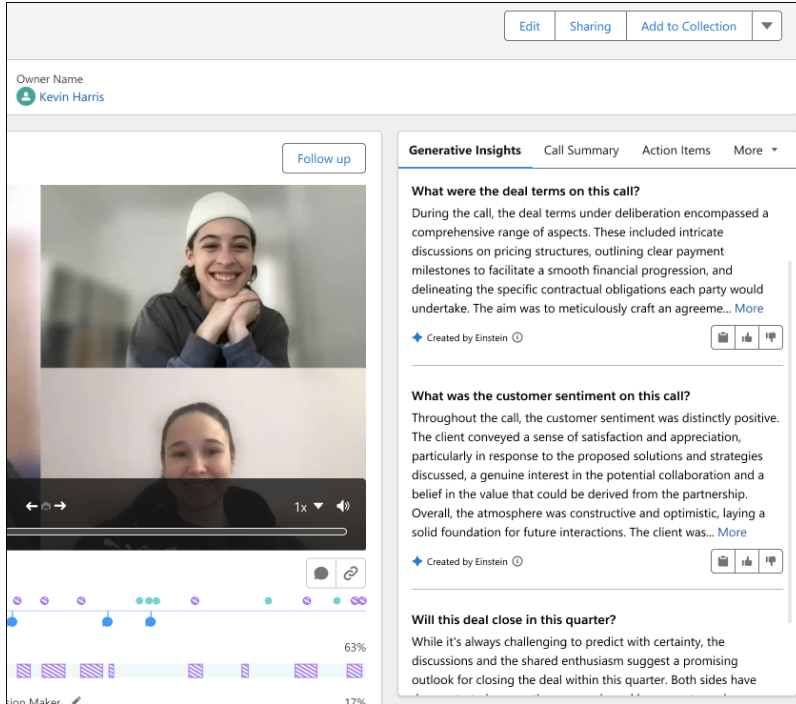 Edit
Sharing
Add to Collection
Owner Name
Kevin Harris
Follow up
Generative Insights
Call Summary
Action Items
More
What were the deal terms on this call?
During the call, the deal terms under deliberation encompassed a
comprehensive range of aspects. These included intricate
discussions on pricing structures, outlining clear payment
milestones to facilitate a smooth financial progression, and
delineating the specific contractual obligations each party would
undertake. The aim was to meticulously craft an agreeme... More
Created by Einstein
What was the customer sentiment on this call?
Throughout the call, the customer sentiment was distinctly positive.
The client conveyed a sense of satisfaction and appreciation,
particularly in response to the proposed solutions and strategies
discussed, a genuine interest in the potential collaboration and a
belief in the value that could be derived from the partnership.
Overall, the atmosphere was constructive and optimistic, laying a
solid foundation for future interactions. The client was... More
Created by Einstein
Will this deal close in this quarter?
While it's always challenging to predict with certainty, the
discussions and the shared enthusiasm suggest a promising
outlook for closing the deal within this quarter. Both sides have
1x
63%
sion Maker
17%